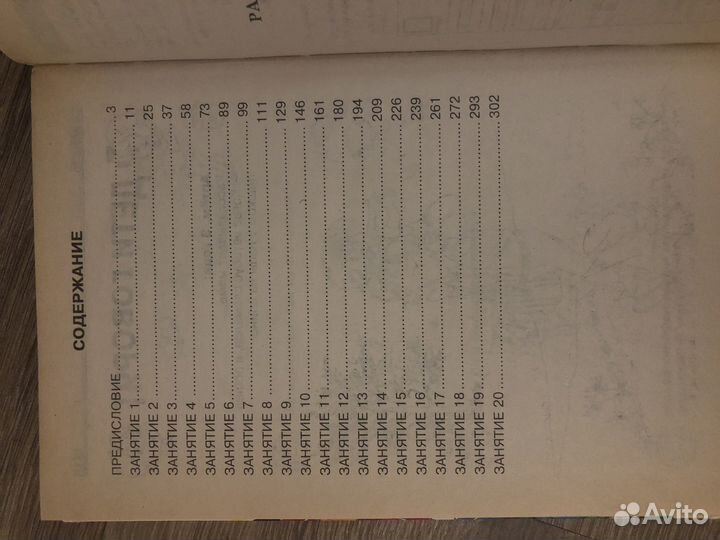 РА
СОДЕРЖАНИЕ
ПРЕДИСЛОВИЕ ........ 3
ЗАНЯТИЕ 1 ........ 11
ЗАНЯТИЕ 2 ........ 25
ЗАНЯТИЕ 3 ........ 37
ЗАНЯТИЕ 4 ........ 58
ЗАНЯТИЕ 5 ........ 73
ЗАНЯТИЕ 6 ........ 89
ЗАНЯТИЕ 7 ........ 99
ЗАНЯТИЕ 8 ........ 111
ЗАНЯТИЕ 9 ........ 129
ЗАНЯТИЕ 10 ........ 146
ЗАНЯТИЕ 11 ........ 161
ЗАНЯТИЕ 12 ........ 180
ЗАНЯТИЕ 13 ........ 194
ЗАНЯТИЕ 14 ........ 209
ЗАНЯТИЕ 15 ........ 226
ЗАНЯТИЕ 16 ........ 239
ЗАНЯТИЕ 17 ........ 261
ЗАНЯТИЕ 18 ........ 272
ЗАНЯТИЕ 19 ........ 293
ЗАНЯТИЕ 20 ........ 302
Avito